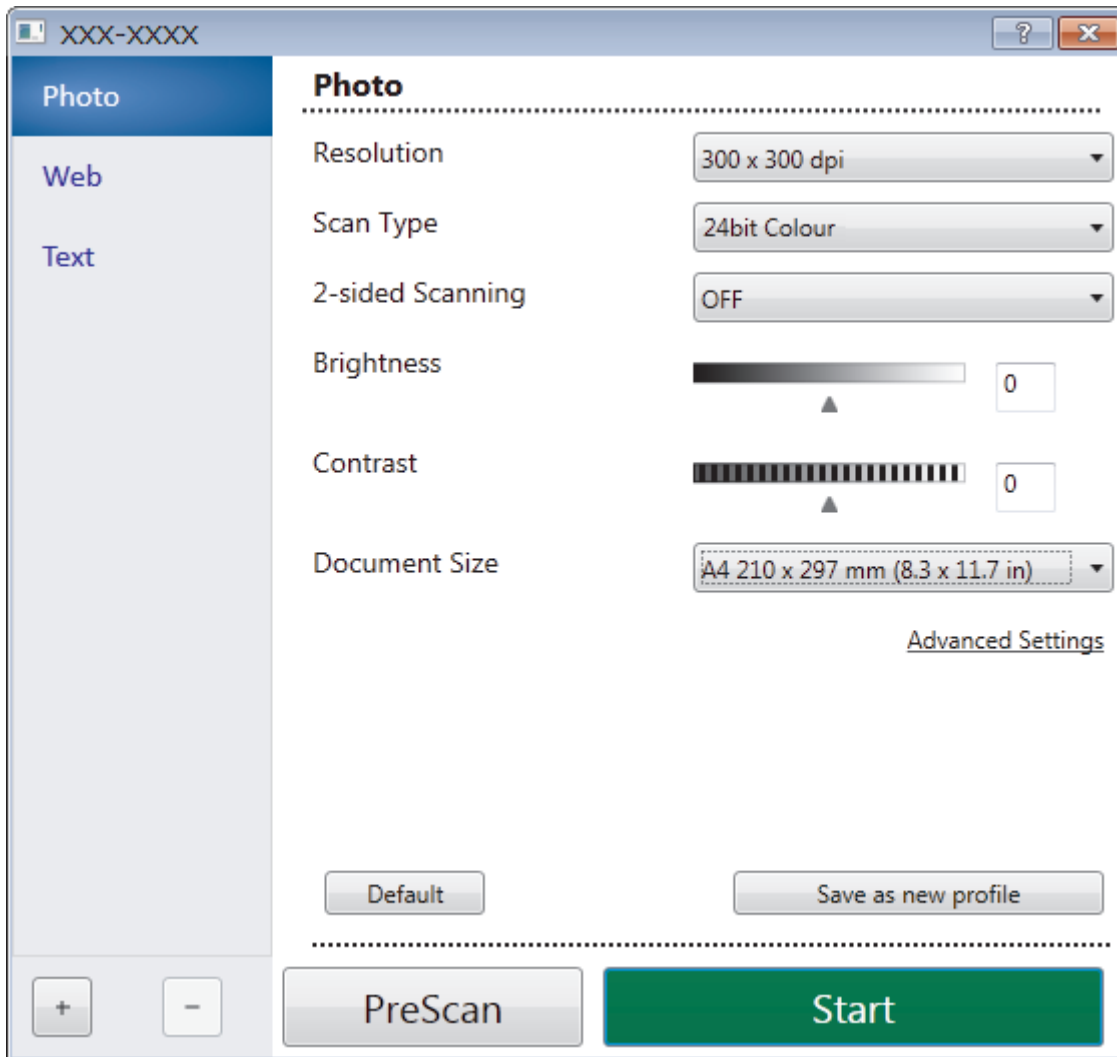 XXX-XXXX
?
Photo
Web
Text
Photo
Resolution
300 x 300 dpi
Scan Type
24bit Colour
2-sided Scanning
OFF
Brightness
0
Contrast
0
Document Size
A4 210 x 297 mm (8.3 x 11.7 in)
Advanced Settings
Default
Save as new profile
+
−
PreScan
Start